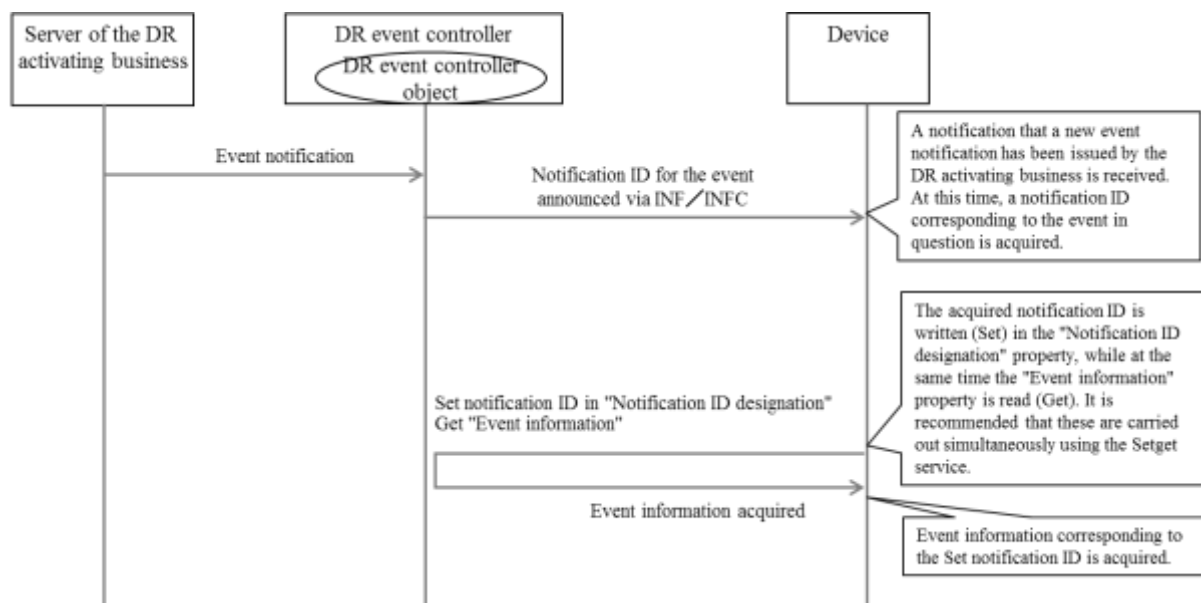 Server of the DR
activating business
DR event controller
DR event controller
object
Device
Event notification
Notification ID for the event
announced via INF／INFC
A notification that a new event
notification has been issued by the
DR activating business is received.
At this time, a notification ID
corresponding to the event in
question is acquired.
The acquired notification ID is
written (Set) in the "Notification ID
designation" property, while at the
same time the "Event information"
property is read (Get). It is
recommended that these are carried
out simultaneously using the Setget
service.
Set notification ID in "Notification ID designation"
Get "Event information"
Event information acquired
Event information corresponding to
the Set notification ID is acquired.